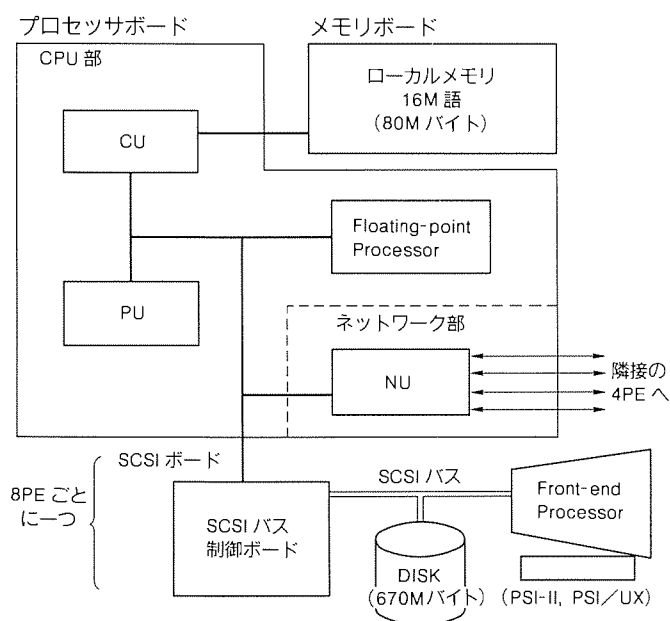 プロセッサボード
メモリボード
CPU 部
ローカルメモリ
16M 語
(80M バイト)
CU
Floating-point
Processor
PU
ネットワーク部
NU
隣接の
4PE へ
SCSI ボード
8PE ごと
に一つ
SCSI バス
制御ボード
SCSI バス
Front-end
Processor
DISK
(670M バイト)
(PSI-II, PSI／UX)